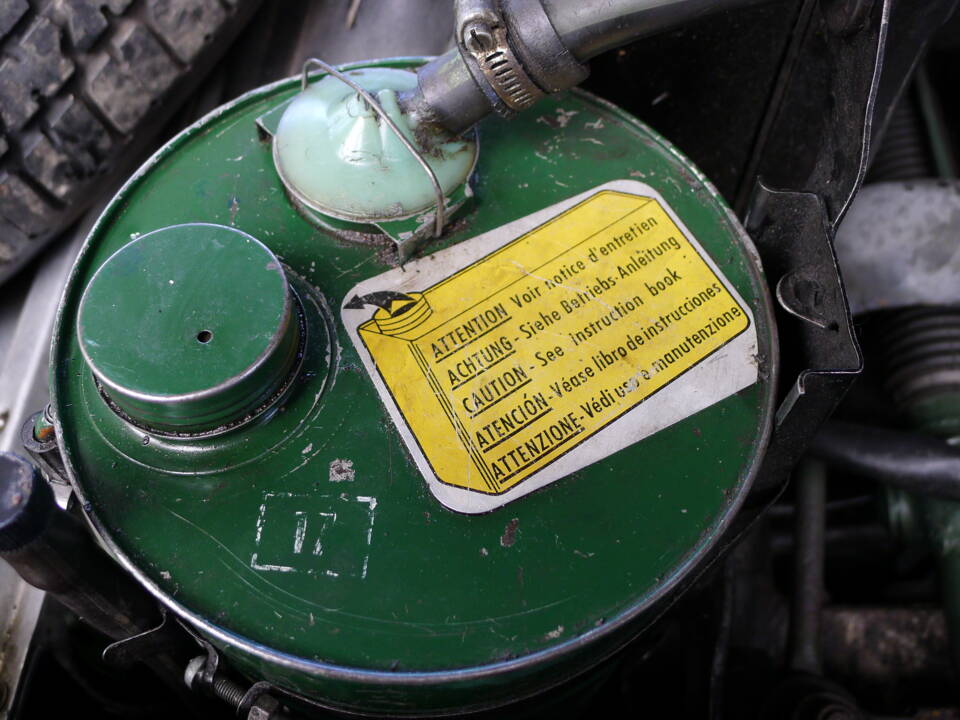 ATTENTION Voir notice d'entretien
ACHTUNG - Siehe Betriebs-Anleitung
CAUTION - See instruction book
ATENCIÓN - Véase libro de instrucciones
ATTENZIONE - Védi uso é manutenzione